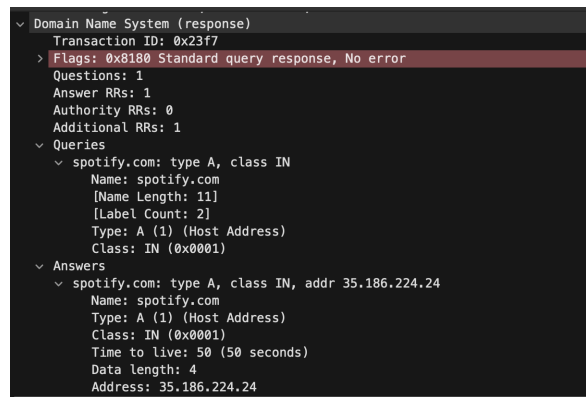 Domain Name System (response)
Transaction ID: 0x23f7
Flags: 0x8180 Standard query response, No error
Questions: 1
Answer RRs: 1
Authority RRs: 0
Additional RRs: 1
Queries
spotify.com: type A, class IN
Name: spotify.com
[Name Length: 11]
[Label Count: 2]
Type: A (1) (Host Address)
Class: IN (0x0001)
Answers
spotify.com: type A, class IN, addr 35.186.224.24
Name: spotify.com
Type: A (1) (Host Address)
Class: IN (0x0001)
Time to live: 50 (50 seconds)
Data length: 4
Address: 35.186.224.24